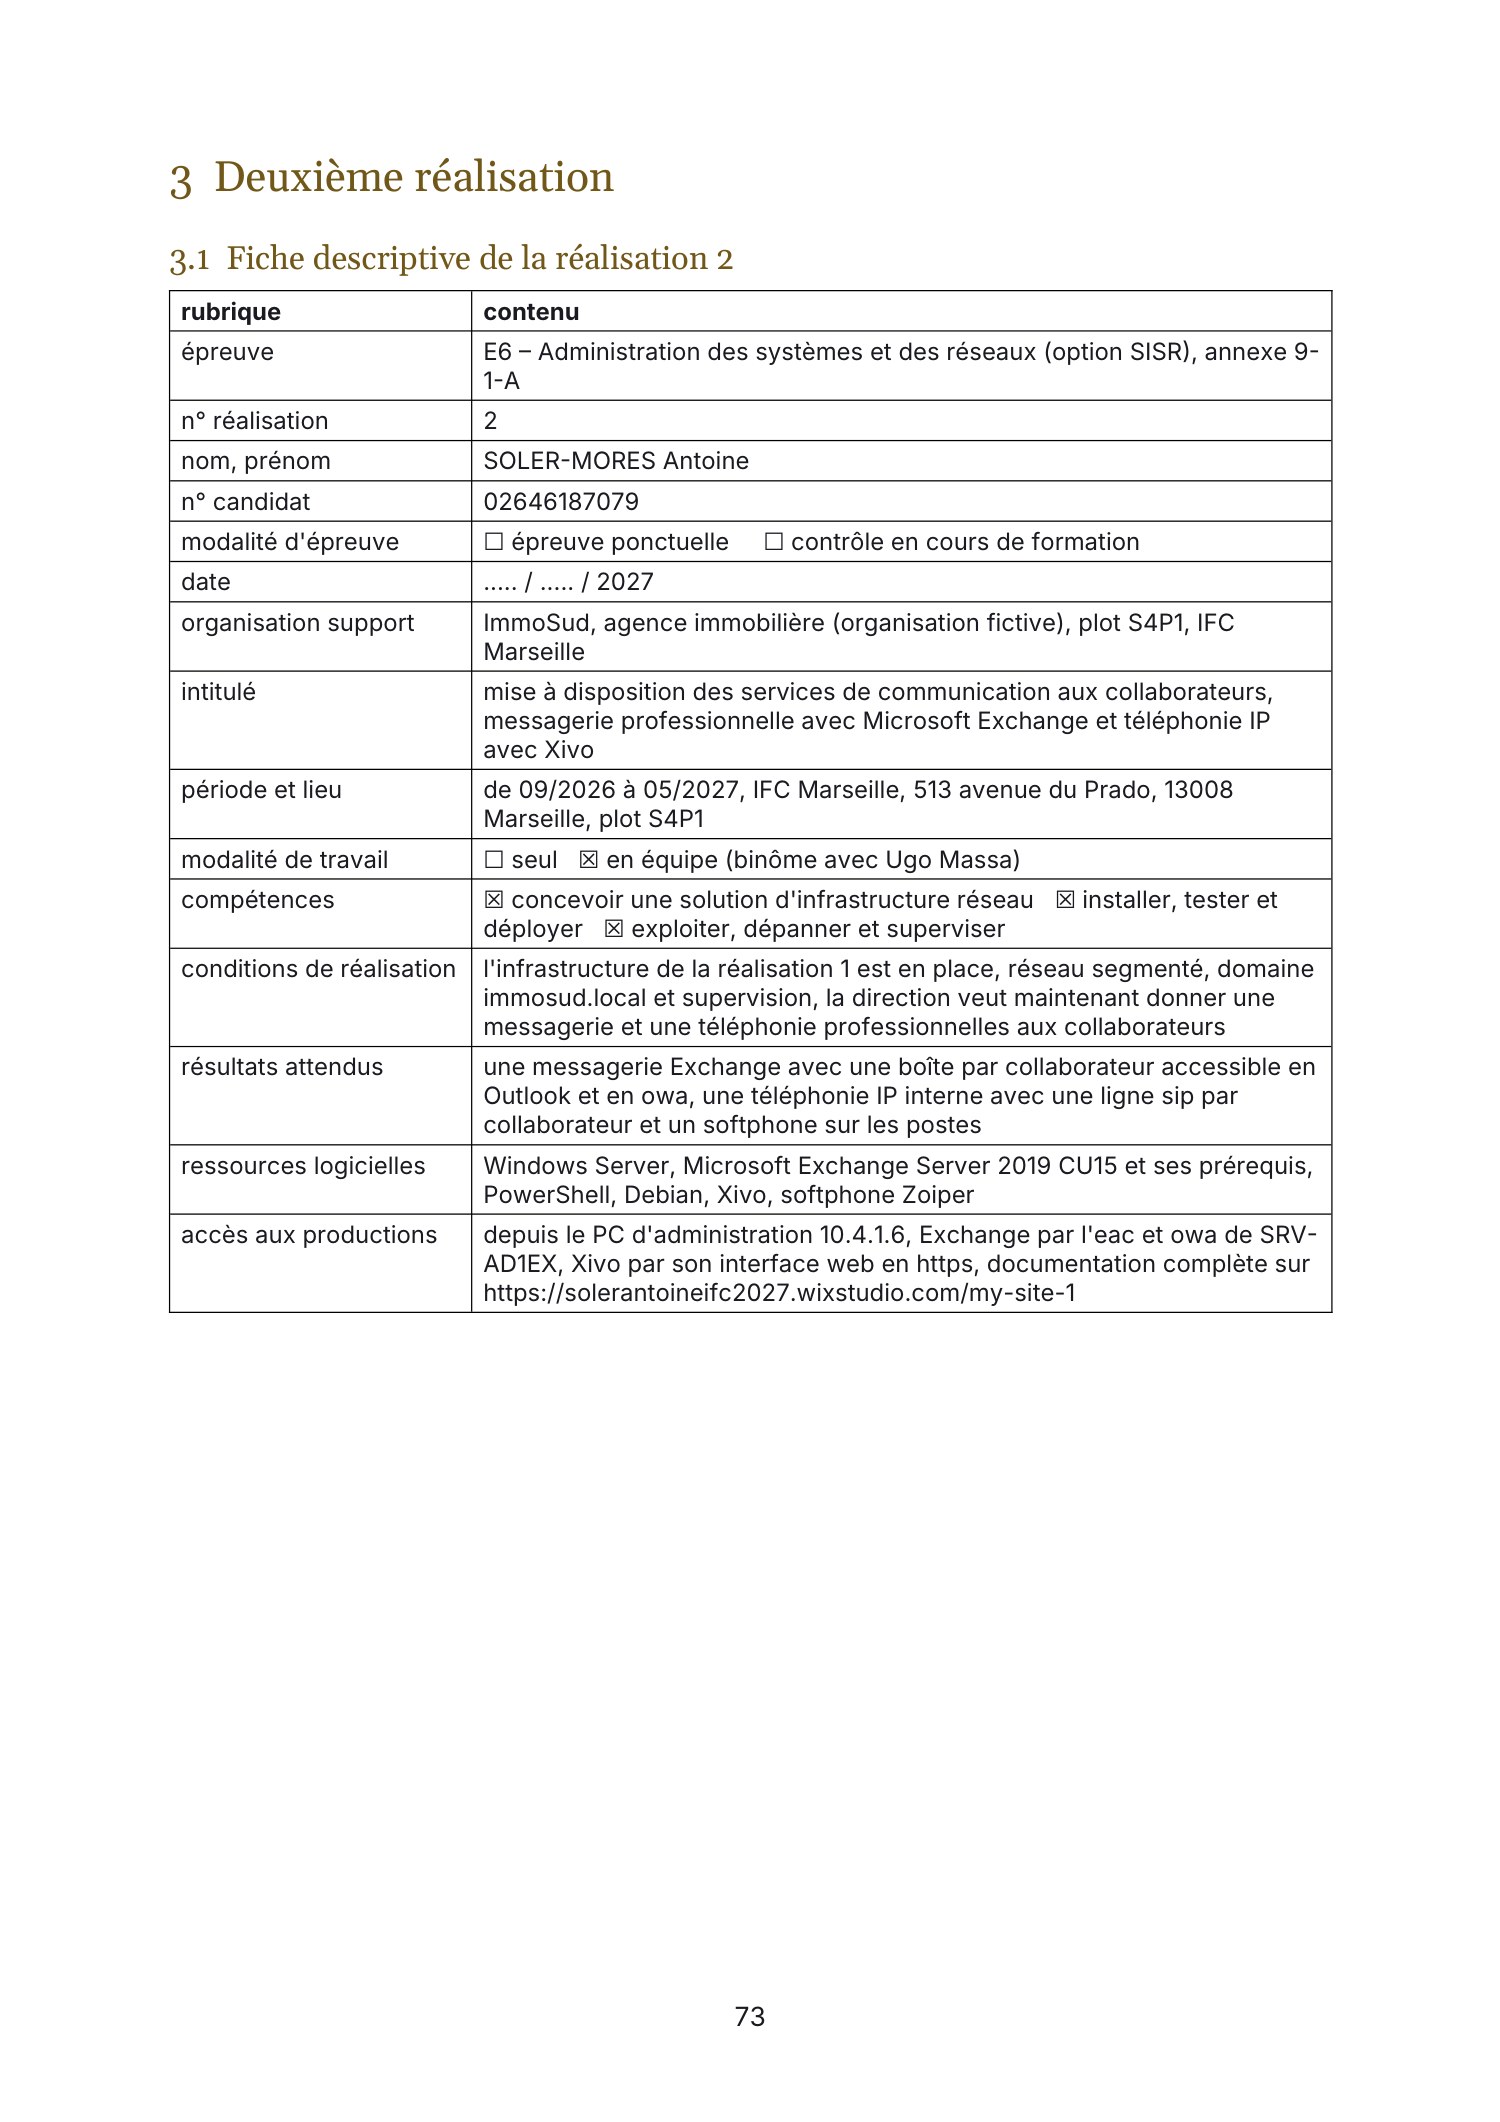 3 Deuxième réalisation
3.1 Fiche descriptive de la réalisation 2
rubrique contenu
épreuve E6 – Administration des systèmes et des réseaux (option SISR), annexe 9-
1-A
n° réalisation 2
nom, prénom SOLER-MORES Antoine
n° candidat 02646187079
modalité d'épreuve ☐ épreuve ponctuelle ☐ contrôle en cours de formation
date ..... / ..... / 2027
organisation support ImmoSud, agence immobilière (organisation fictive), plot S4P1, IFC
Marseille
intitulé mise à disposition des services de communication aux collaborateurs,
messagerie professionnelle avec Microsoft Exchange et téléphonie IP
avec Xivo
période et lieu de 09/2026 à 05/2027, IFC Marseille, 513 avenue du Prado, 13008
Marseille, plot S4P1
modalité de travail ☐ seul ☒ en équipe (binôme avec Ugo Massa)
compétences ☒ concevoir une solution d'infrastructure réseau ☒ installer, tester et
déployer ☒ exploiter, dépanner et superviser
conditions de réalisation l'infrastructure de la réalisation 1 est en place, réseau segmenté, domaine
immosud.local et supervision, la direction veut maintenant donner une
messagerie et une téléphonie professionnelles aux collaborateurs
résultats attendus une messagerie Exchange avec une boîte par collaborateur accessible en
Outlook et en owa, une téléphonie IP interne avec une ligne sip par
collaborateur et un softphone sur les postes
ressources logicielles Windows Server, Microsoft Exchange Server 2019 CU15 et ses prérequis,
PowerShell, Debian, Xivo, softphone Zoiper
accès aux productions depuis le PC d'administration 10.4.1.6, Exchange par l'eac et owa de SRV-
AD1EX, Xivo par son interface web en https, documentation complète sur
https://solerantoineifc2027.wixstudio.com/my-site-1
73